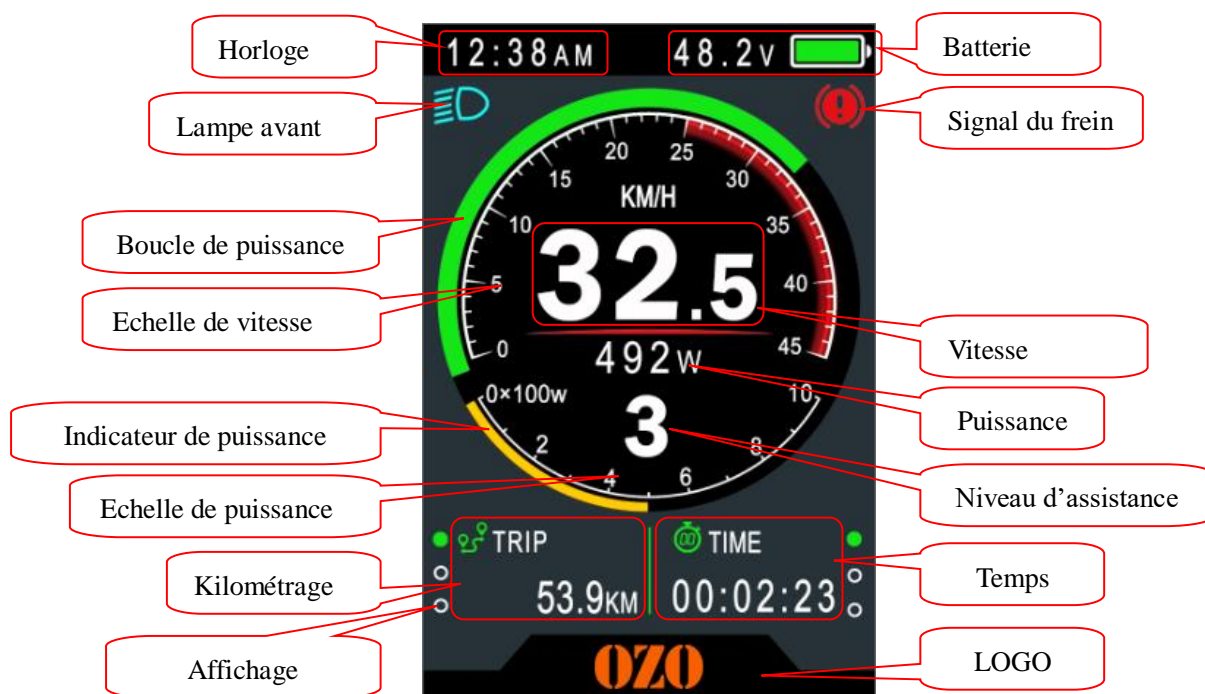 Horloge
12:38AM
48.2V
Batterie
Lampe avant
Signal du frein
20
25
15
30
KM/H
10
35
Boucle de puissance
32.5
5
40
Echelle de vitesse
0
45
Vitesse
492W
0×100w
10
Puissance
3
Indicateur de puissance
2
8
4
6
Echelle de puissance
Niveau d’assistance
TRIP
00
TIME
Kilométrage
53.9KM
00:02:23
Temps
Affichage
OZO
LOGO